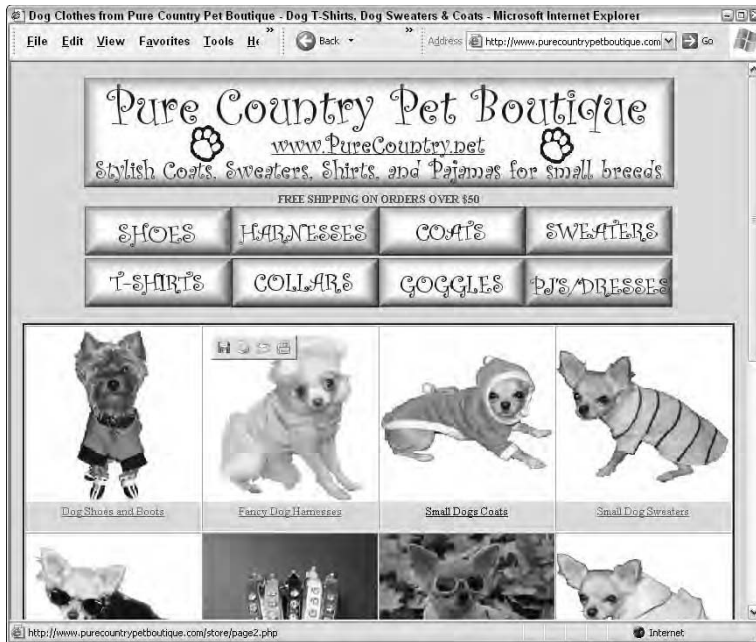 Dog Clothes from Pure Country Pet Boutique - Dog T-Shirts, Dog Sweaters & Coats - Microsoft Internet Explorer
File Edit View Favorites Tools He » Back » Address http://www.purecountrypetboutique.com Go
Pure Country Pet Boutique
www.PureCountry.net
Stylish Coats, Sweaters, Shirts, and Pajamas for small breeds
FREE SHIPPING ON ORDERS OVER $50
SHOES HARNESSES COATS SWEATERS
T-SHIRTS COLLARS GOGGLES PJ'S/DRESSES
Dog Shoes and Boots Fancy Dog Harnesses Small Dogs Coats Small Dog Sweaters
http://www.purecountrypetboutique.com/store/page2.php Internet